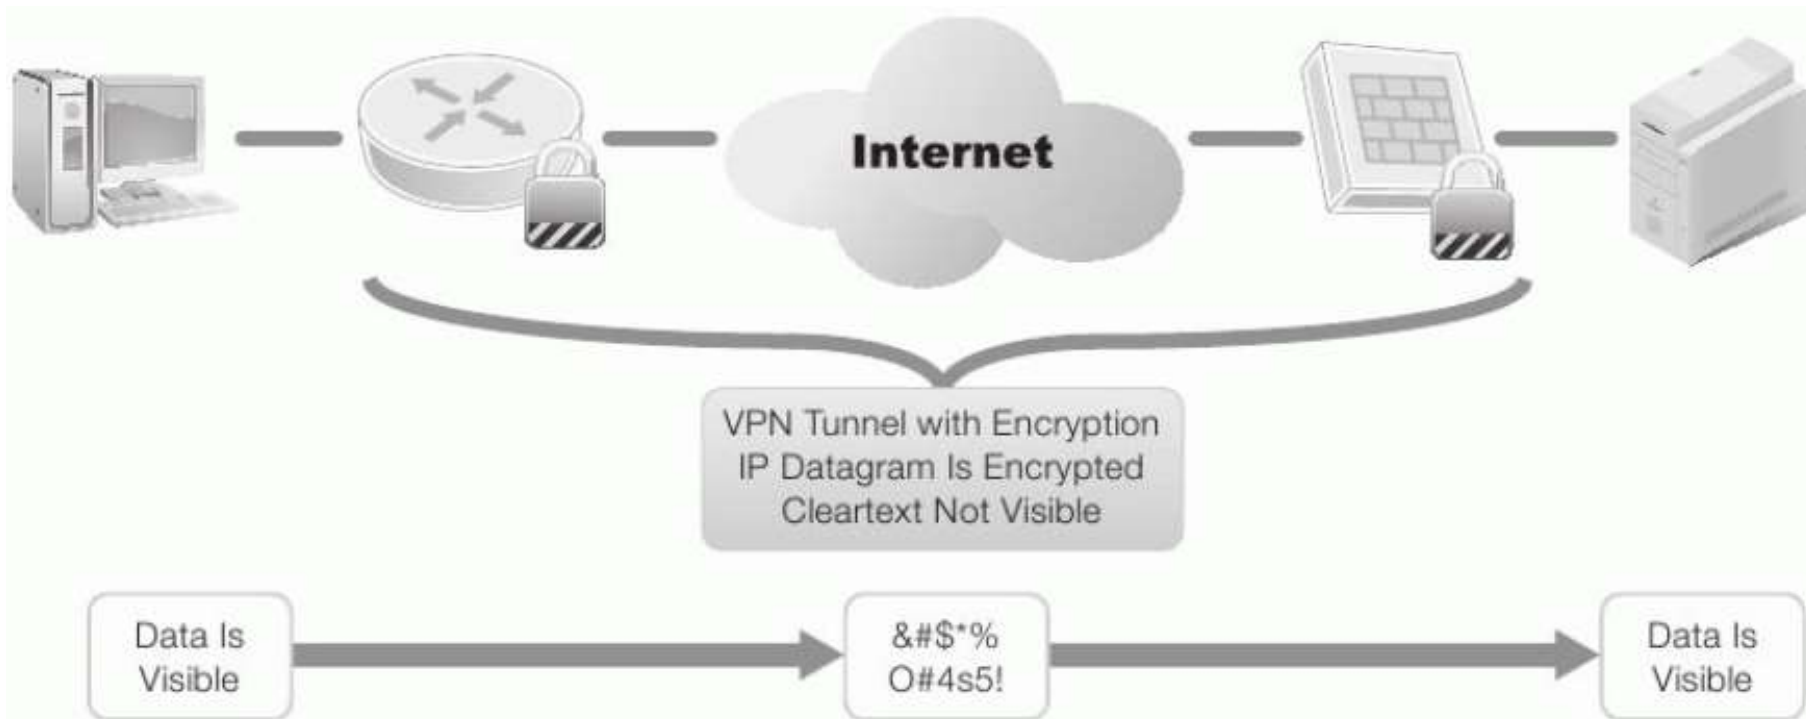 Internet
VPN Tunnel with Encryption
IP Datagram Is Encrypted
Cleartext Not Visible
Data Is
Visible
&#$*%
O#4s5!
Data Is
Visible